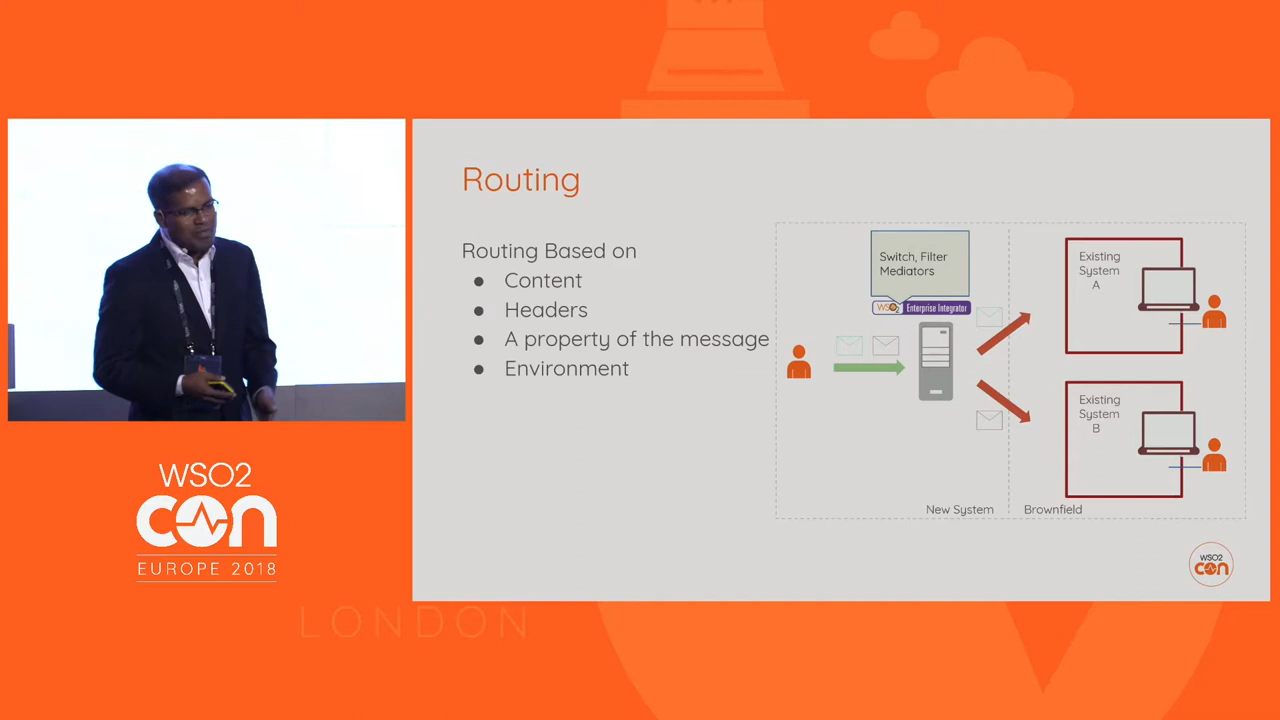 Routing
Routing Based on
● Content
● Headers
● A property of the message
● Environment
Switch, Filter
Mediators
WSO2 Enterprise Integrator
Existing
System
A
Existing
System
B
New System
Brownfield
WSO2
con
WSO2
con
EUROPE 2018
LONDON